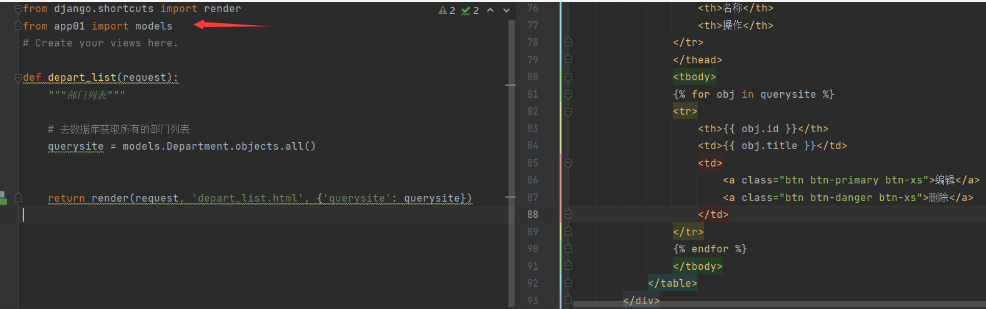 from django.shortcuts import render
from app01 import models
# Create your views here.
def depart_list(request):
"""部门列表"""
# 去数据库获取所有的部门列表
querysite = models.Department.objects.all()
return render(request, 'depart_list.html', {'querysite': querysite})
2 2
76 <th>名称</th>
77 <th>操作</th>
78 </tr>
79 </thead>
80 <tbody>
81 {% for obj in querysite %}
82 <tr>
83 <th>{{ obj.id }}</th>
84 <td>{{ obj.title }}</td>
85 <td>
86 <a class="btn btn-primary btn-xs">编辑</a>
87 <a class="btn btn-danger btn-xs">删除</a>
88 </td>
89 </tr>
90 {% endfor %}
91 </tbody>
92 </table>
93 </div>